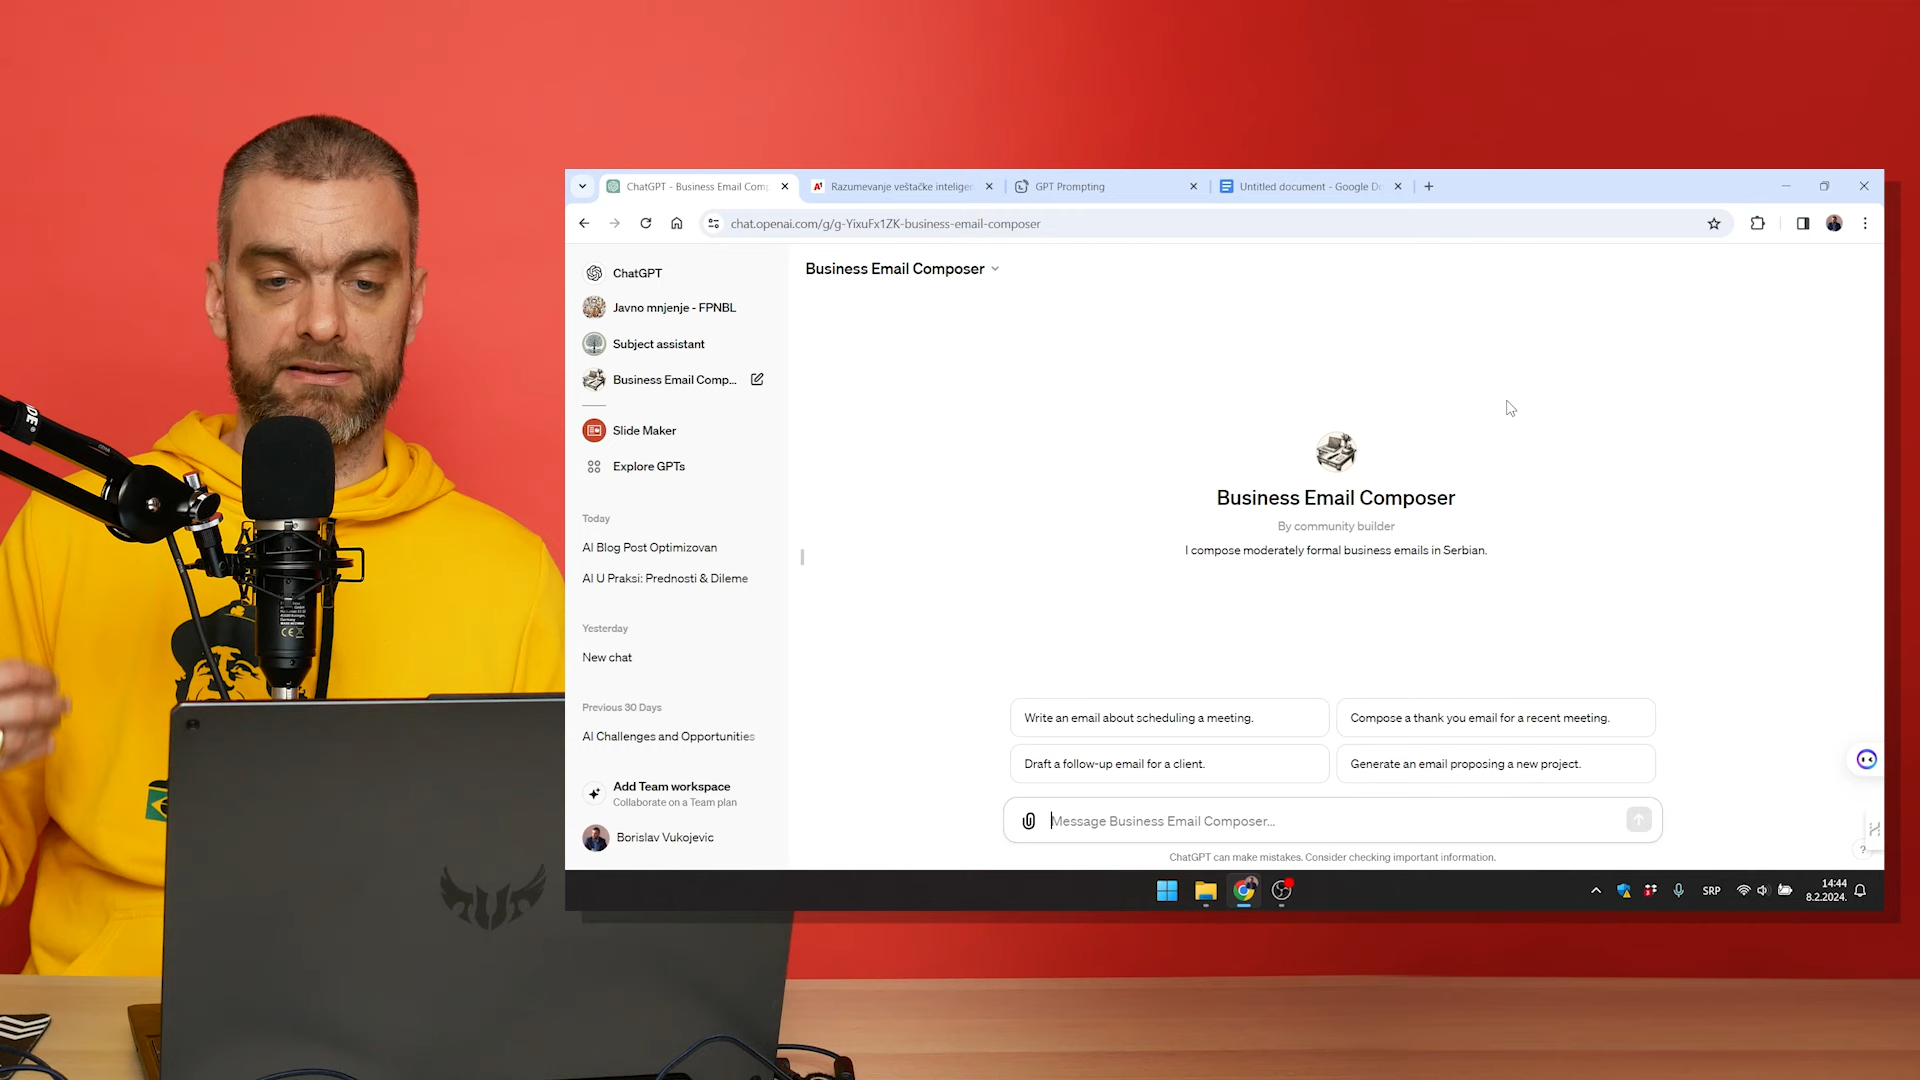 ChatGPT - Business Email Comp
Razumevanje veštačke inteligen
GPT Prompting
Untitled document - Google Do
chat.openai.com/g/g-YixuFx1ZK-business-email-composer
ChatGPT
Javno mnjenje - FPNBL
Subject assistant
Business Email Comp...
Slide Maker
Explore GPTs
Today
AI Blog Post Optimizovan
AI U Praksi: Prednosti & Dileme
Yesterday
New chat
Previous 30 Days
AI Challenges and Opportunities
Add Team workspace
Collaborate on a Team plan
Borislav Vukojevic
Business Email Composer
Business Email Composer
By community builder
I compose moderately formal business emails in Serbian.
Write an email about scheduling a meeting.
Compose a thank you email for a recent meeting.
Draft a follow-up email for a client.
Generate an email proposing a new project.
Message Business Email Composer...
ChatGPT can make mistakes. Consider checking important information.
?
SRP
14:44
8.2.2024.
TUF